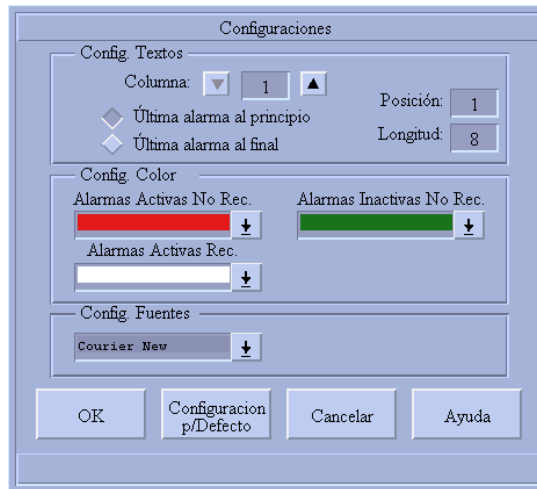 Configuraciones
Config. Textos
Columna: 1
Posición: 1
Última alarma al principio
Longitud: 8
Última alarma al final
Config. Color
Alarmas Activas No Rec. Alarmas Inactivas No Rec.
Alarmas Activas Rec.
Config. Fuentes
Courier New
OK
Configuracion
p/Defecto
Cancelar
Ayuda